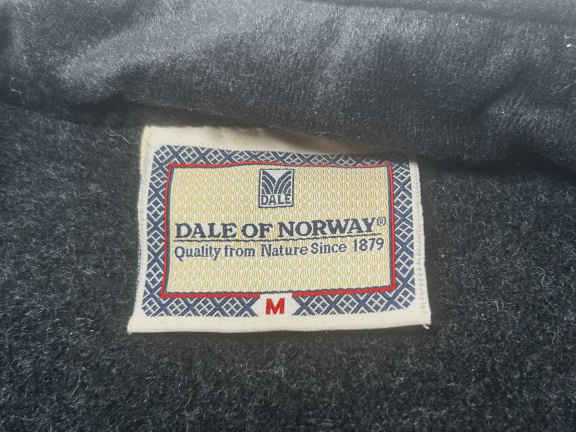 DALE
DALE OF NORWAY®
Quality from Nature Since 1879
M